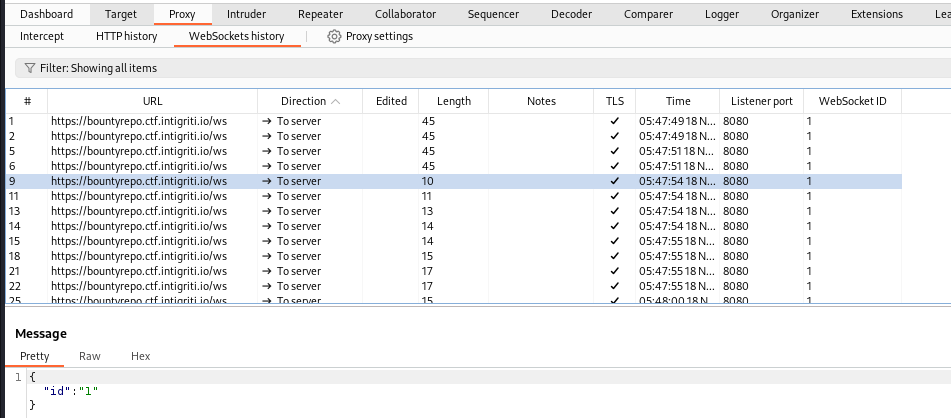 Dashboard Target Proxy Intruder Repeater Collaborator Sequencer Decoder Comparer Logger Organizer Extensions Lea
Intercept HTTP history WebSockets history Proxy settings
Filter: Showing all items
# URL Direction Edited Length Notes TLS Time Listener port WebSocket ID
1 https://bountyrepo.ctf.intigriti.io/ws → To server 45 ✓ 05:47:49 18 N... 8080 1
2 https://bountyrepo.ctf.intigriti.io/ws → To server 45 ✓ 05:47:49 18 N... 8080 1
5 https://bountyrepo.ctf.intigriti.io/ws → To server 45 ✓ 05:47:51 18 N... 8080 1
6 https://bountyrepo.ctf.intigriti.io/ws → To server 45 ✓ 05:47:51 18 N... 8080 1
9 https://bountyrepo.ctf.intigriti.io/ws → To server 10 ✓ 05:47:54 18 N... 8080 1
11 https://bountyrepo.ctf.intigriti.io/ws → To server 11 ✓ 05:47:54 18 N... 8080 1
13 https://bountyrepo.ctf.intigriti.io/ws → To server 13 ✓ 05:47:54 18 N... 8080 1
14 https://bountyrepo.ctf.intigriti.io/ws → To server 14 ✓ 05:47:54 18 N... 8080 1
15 https://bountyrepo.ctf.intigriti.io/ws → To server 14 ✓ 05:47:55 18 N... 8080 1
18 https://bountyrepo.ctf.intigriti.io/ws → To server 15 ✓ 05:47:55 18 N... 8080 1
21 https://bountyrepo.ctf.intigriti.io/ws → To server 17 ✓ 05:47:55 18 N... 8080 1
22 https://bountyrepo.ctf.intigriti.io/ws → To server 17 ✓ 05:47:55 18 N... 8080 1
25 https://bountyrepo.ctf.intigriti.io/ws → To server 15 ✓ 05:48:00 18 N... 8080 1
Message
Pretty Raw Hex
1 {
"id":"1"
}